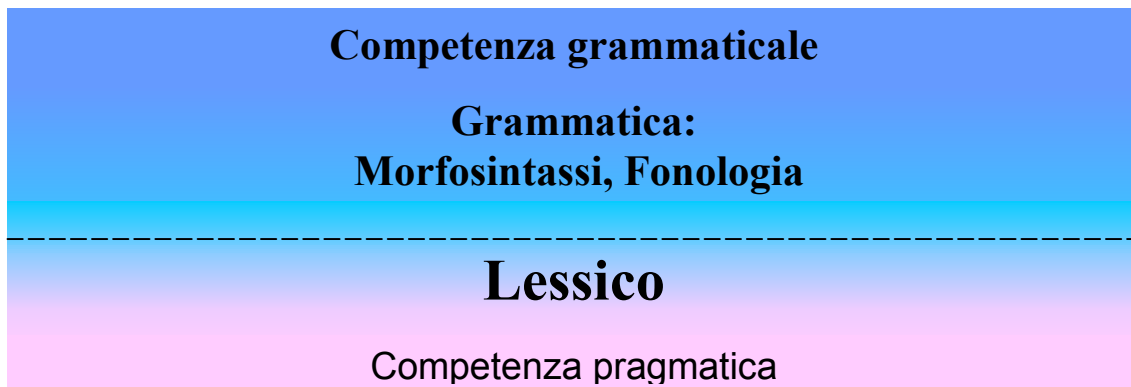 Competenza grammaticale
Grammatica:
Morfosintassi, Fonologia
Lessico
Competenza pragmatica